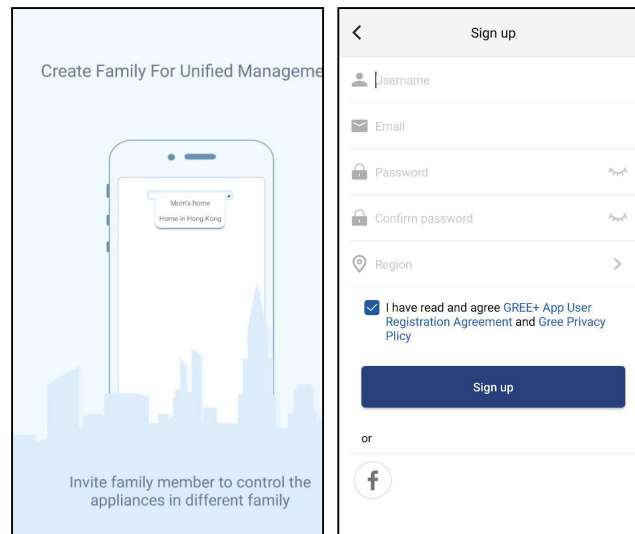 Create Family For Unified Manageme
Mom's home
Home in Hong Kong
Invite family member to control the
appliances in different family
Sign up
Username
Email
Password
Confirm password
Region
I have read and agree GREE+ App User
Registration Agreement and Gree Privacy
Plicy
Sign up
or